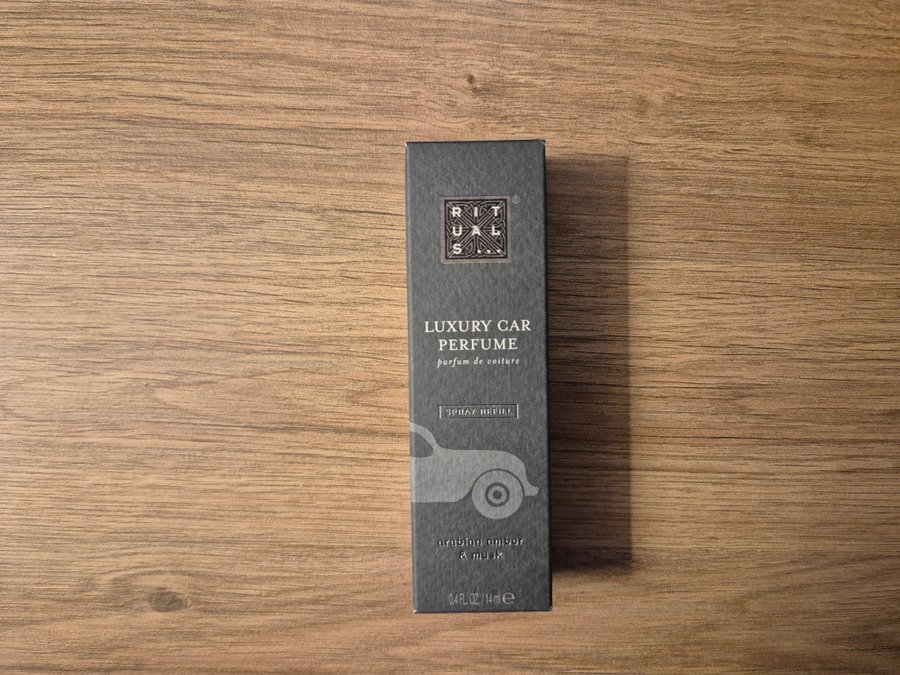 RIT
UAL
S...
®
LUXURY CAR
PERFUME
parfum de voiture
SPRAY REFILL
arabian amber
& musk
0.4 FL. OZ. / 14 ml ℮